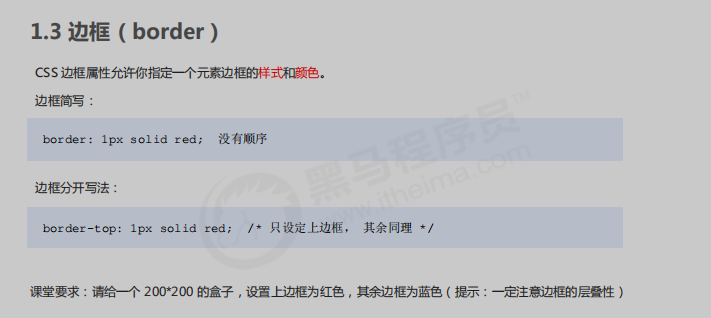 1.3 边框（border）
CSS 边框属性允许你指定一个元素边框的样式和颜色。
边框简写：
border: 1px solid red; 没有顺序
边框分开写法：
border-top: 1px solid red; /* 只设定上边框， 其余同理 */
课堂要求：请给一个 200*200 的盒子，设置上边框为红色，其余边框为蓝色（提示：一定注意边框的层叠性）
黑马程序员™
www.itheima.com